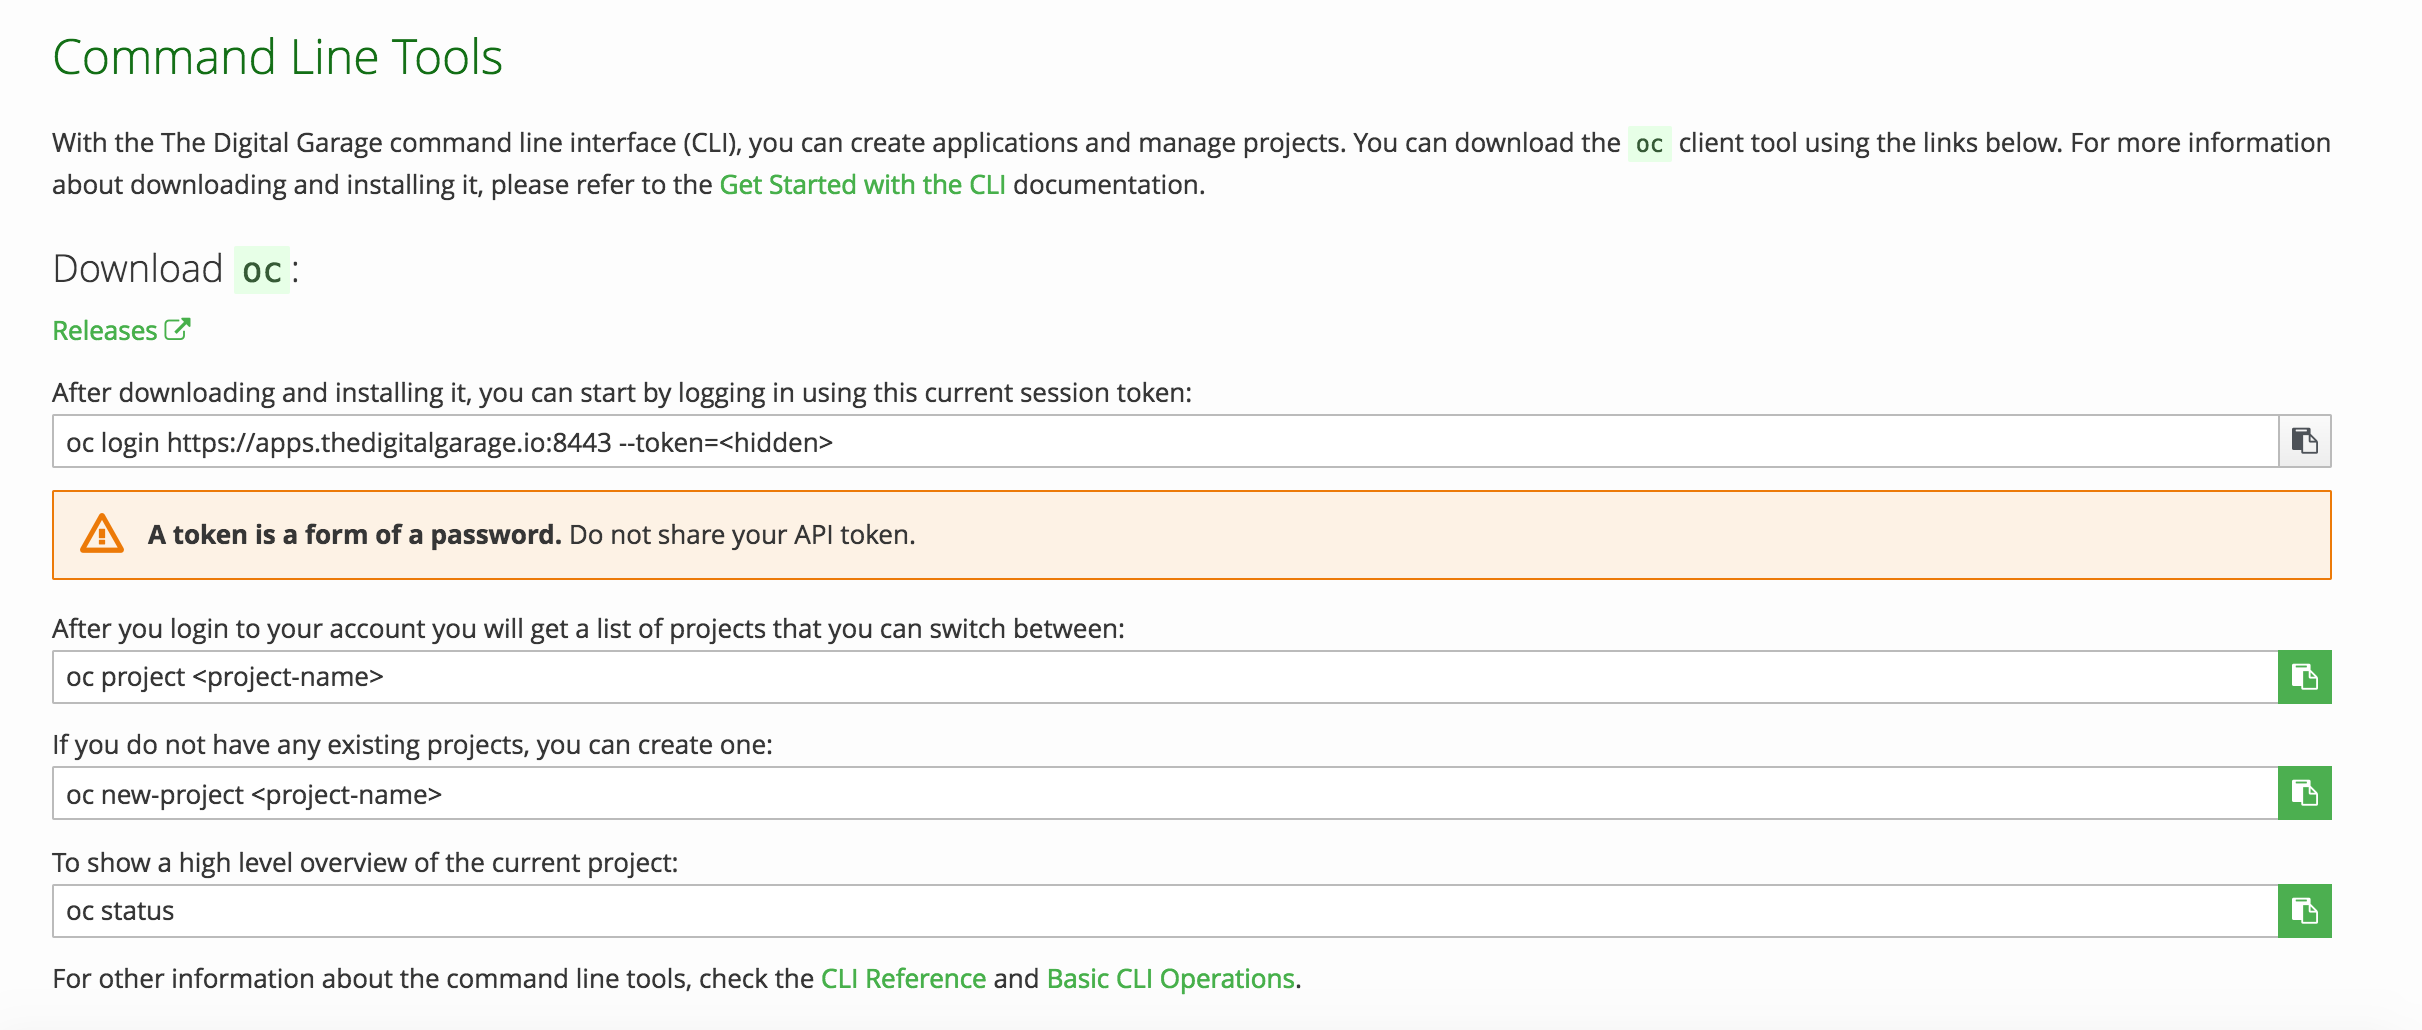 Command Line Tools
With the The Digital Garage command line interface (CLI), you can create applications and manage projects. You can download the oc client tool using the links below. For more information
about downloading and installing it, please refer to the Get Started with the CLI documentation.
Download oc:
Releases
After downloading and installing it, you can start by logging in using this current session token:
oc login https://apps.thedigitalgarage.io:8443 --token=<hidden>
A token is a form of a password. Do not share your API token.
After you login to your account you will get a list of projects that you can switch between:
oc project <project-name>
If you do not have any existing projects, you can create one:
oc new-project <project-name>
To show a high level overview of the current project:
oc status
For other information about the command line tools, check the CLI Reference and Basic CLI Operations.